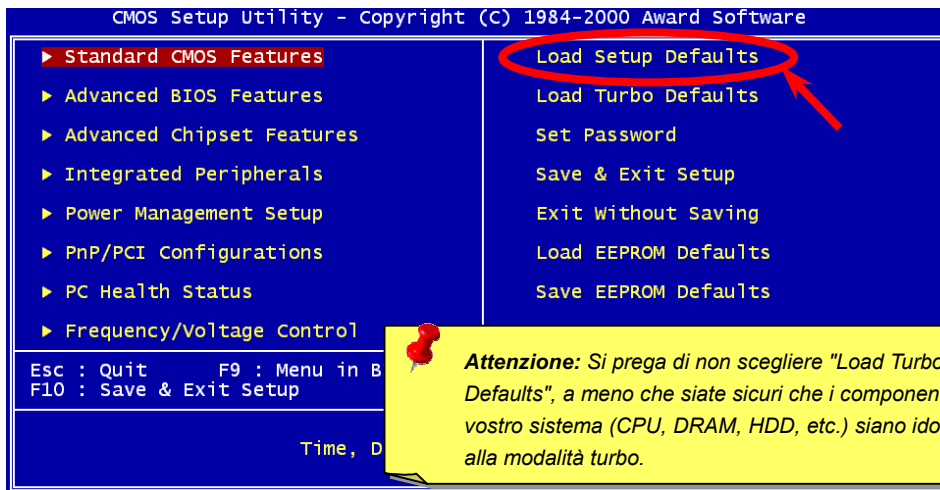 CMOS Setup Utility – Copyright (C) 1984–2000 Award Software
▶ Standard CMOS Features
▶ Advanced BIOS Features
▶ Advanced Chipset Features
▶ Integrated Peripherals
▶ Power Management Setup
▶ PnP/PCI Configurations
▶ PC Health Status
▶ Frequency/Voltage Control
Load Setup Defaults
Load Turbo Defaults
Set Password
Save & Exit Setup
Exit Without Saving
Load EEPROM Defaults
Save EEPROM Defaults
Esc : Quit F9 : Menu in B
F10 : Save & Exit Setup
Time, D
Attenzione: Si prega di non scegliere "Load Turbo
Defaults", a meno che siate sicuri che i componen
vostro sistema (CPU, DRAM, HDD, etc.) siano ido
alla modalità turbo.